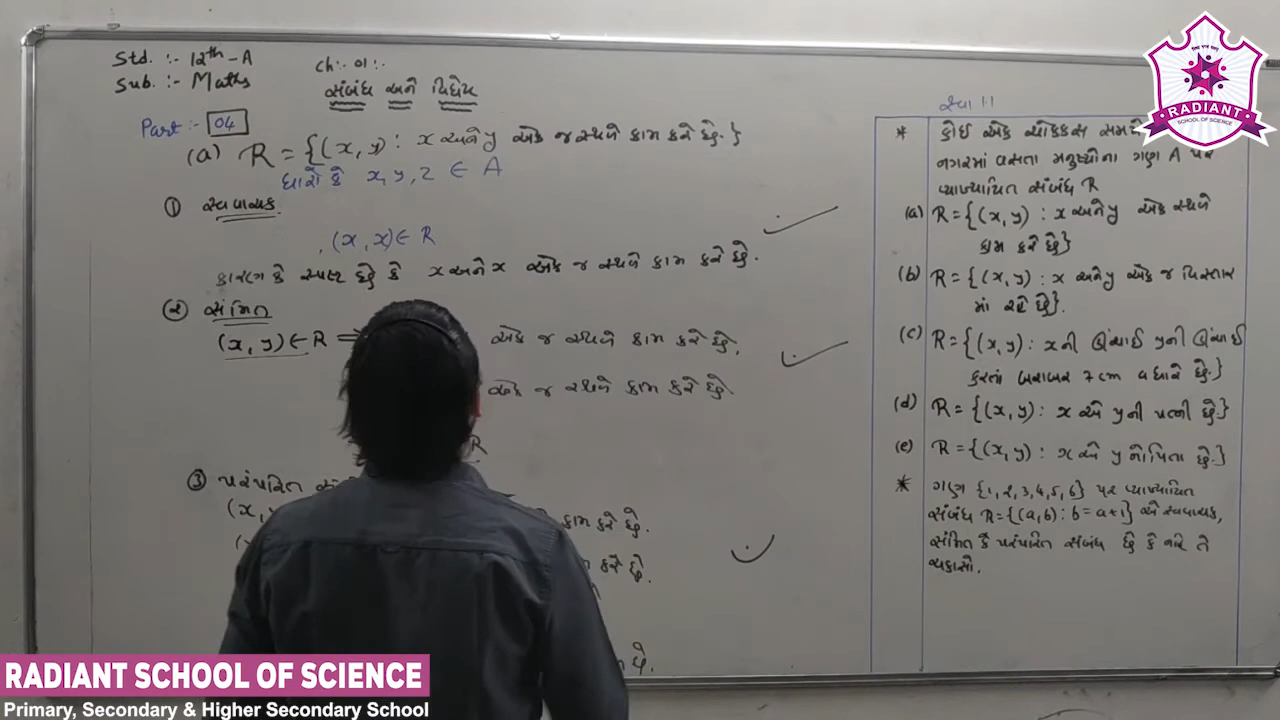 Std. :- 12th-A
Sub. :- Maths
Ch:- 01:-
સંબંધ અને વિધેય
Part :- 04
(a) R = {(x, y) : x અને y એક જ સ્થળે કામ કરે છે.}
ધારો કે x, y, z ∈ A
① સ્વવાચક
(x, x) ∈ R
કારણ કે સ્પષ્ટ છે કે x અને x એક જ સ્થળે કામ કરે છે.
② સંમિત
(x, y) ∈ R ⇒
એક જ સ્થળે કામ કરે છે.
એક જ સ્થળે કામ કરે છે.
R
③ પરંપરિત
(x,
કામ કરે છે.
કરે છે.
છે.
સ્વા 1.1
* કોઈ એક ચોક્કસ
નગરમાં વસતા મનુષ્યોના ગણ A પર
વ્યાખ્યાયિત સંબંધ R
(a) R = {(x, y) : x અને y એક સ્થળે
કામ કરે છે}
(b) R = {(x, y) : x અને y એક જ વિસ્તાર
માં રહે છે}.
(c) R = {(x, y) : x ની ઊંચાઈ y ની ઊંચાઈ
કરતાં બરાબર 7 cm વધારે છે.}
(d) R = {(x, y) : x એ y ની પત્ની છે}
(e) R = {(x, y) : x એ y નો પિતા છે.}
* ગણ {1, 2, 3, 4, 5, 6} પર વ્યાખ્યાયિત
સંબંધ R = {(a, b) : b = a+1} એ સ્વવાચક,
સંમિત કે પરંપરિત સંબંધ છે કે નહિ તે
ચકાસો.
RADIANT
SCHOOL OF SCIENCE
RADIANT SCHOOL OF SCIENCE
Primary, Secondary & Higher Secondary School